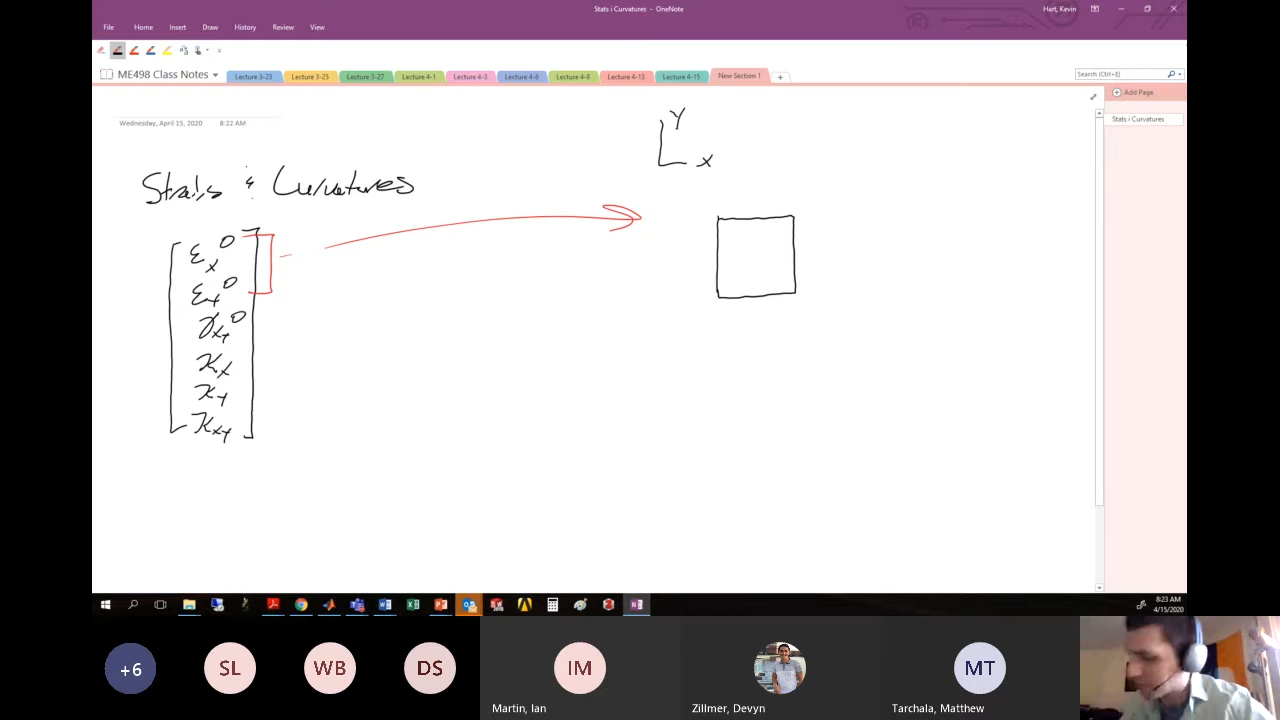 Stats i Curvatures - OneNote
Hart, Kevin
File Home Insert Draw Review View
ME498 Class Notes
Lecture 3-23 Lecture 3-25 Lecture 3-27 Lecture 4-1 Lecture 4-3 Lecture 4-6 Lecture 4-8 Lecture 4-13 Lecture 4-15 New Section 1
Search (Ctrl+E)
Add Page
Stats i Curvatures
Wednesday, April 15, 2020 8:22 AM
Y
X
Strains & Curvatures
εx⁰
εy⁰
γxy⁰
κx
κy
κxy
8:23 AM
4/15/2020
+6 SL WB DS IM MT
Martin, Ian Zillmer, Devyn Tarchala, Matthew